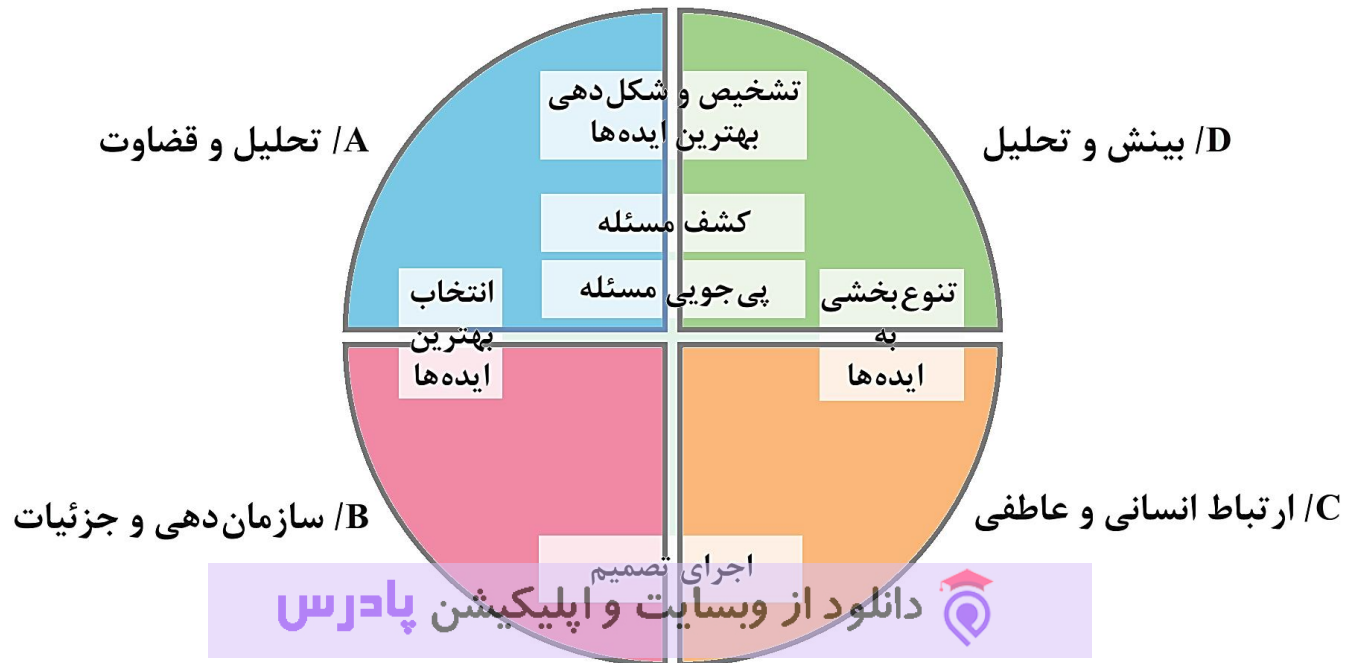 تشخیص و شکل‌دهی
بهترین ایده‌ها
D/ بینش و تحلیل
A/ تحلیل و قضاوت
کشف مسئله
پی‌جویی مسئله
تنوع‌بخشی
به
ایده‌ها
انتخاب
بهترین
ایده‌ها
C/ ارتباط انسانی و عاطفی
B/ سازمان‌دهی و جزئیات
اجرای تصمیم
دانلود از وبسایت و اپلیکیشن پادرس